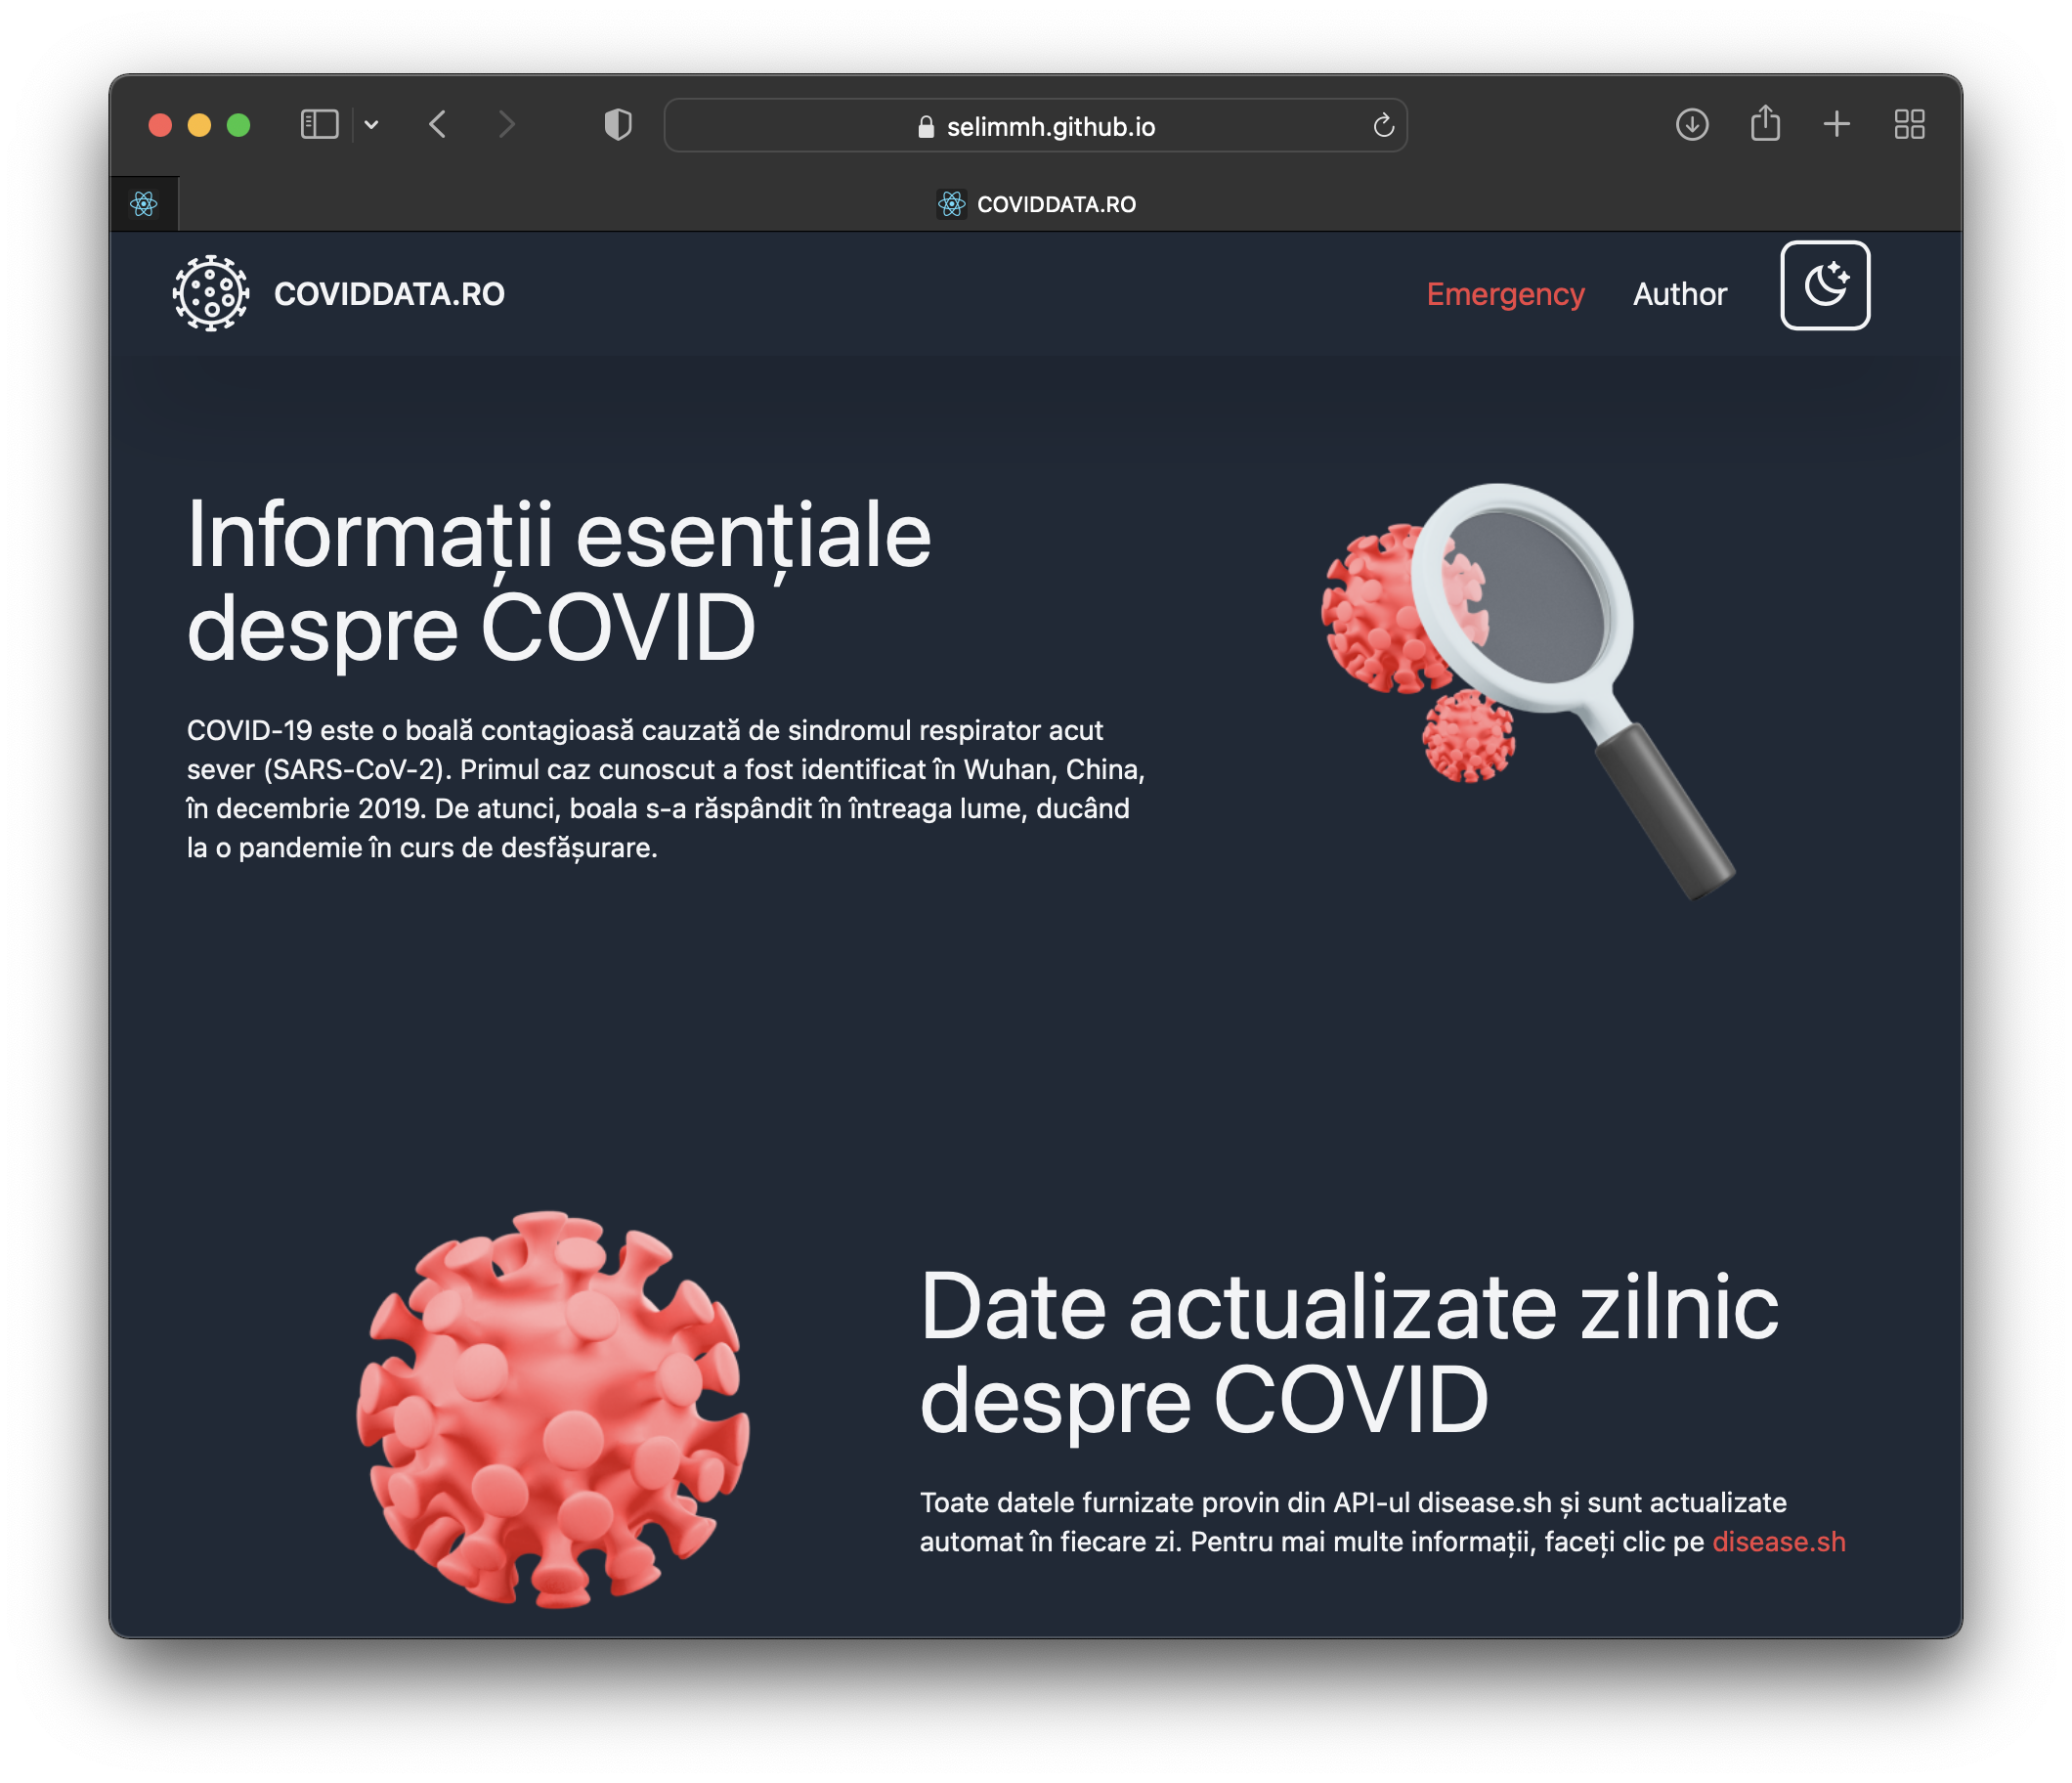 selimmh.github.io
COVIDDATA.RO
COVIDDATA.RO
Emergency
Author
Informații esențiale
despre COVID
COVID-19 este o boală contagioasă cauzată de sindromul respirator acut
sever (SARS-CoV-2). Primul caz cunoscut a fost identificat în Wuhan, China,
în decembrie 2019. De atunci, boala s-a răspândit în întreaga lume, ducând
la o pandemie în curs de desfășurare.
Date actualizate zilnic
despre COVID
Toate datele furnizate provin din API-ul disease.sh și sunt actualizate
automat în fiecare zi. Pentru mai multe informații, faceți clic pe disease.sh